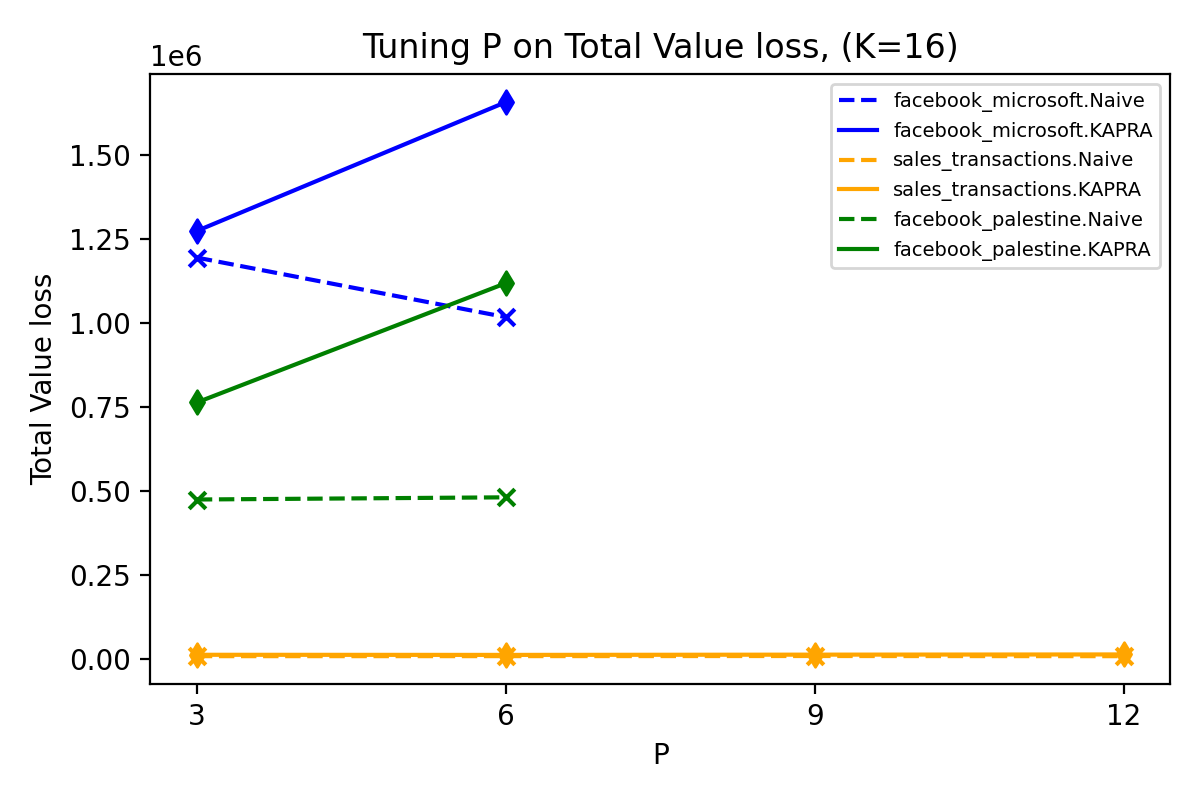 Tuning P on Total Value loss, (K=16)
1e6
facebook_microsoft.Naive
facebook_microsoft.KAPRA
sales_transactions.Naive
sales_transactions.KAPRA
facebook_palestine.Naive
facebook_palestine.KAPRA
Total Value loss
1.50
1.25
1.00
0.75
0.50
0.25
0.00
3 6 9 12
P